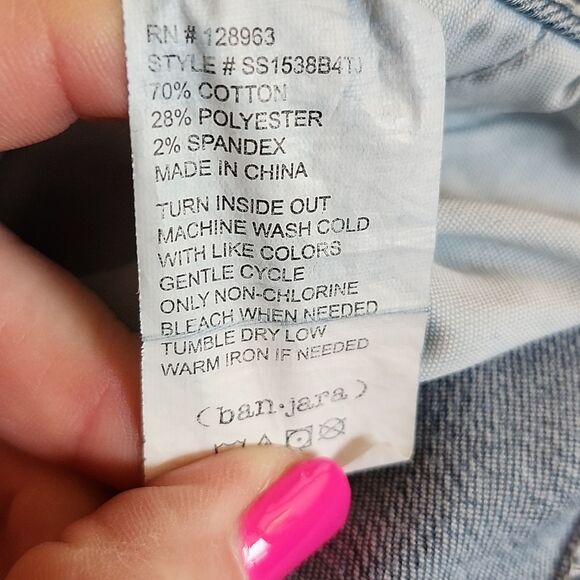 RN # 128963
STYLE # SS1538B4TJ
70% COTTON
28% POLYESTER
2% SPANDEX
MADE IN CHINA
TURN INSIDE OUT
MACHINE WASH COLD
WITH LIKE COLORS
GENTLE CYCLE
ONLY NON-CHLORINE
BLEACH WHEN NEEDED
TUMBLE DRY LOW
WARM IRON IF NEEDED
(ban·jara)